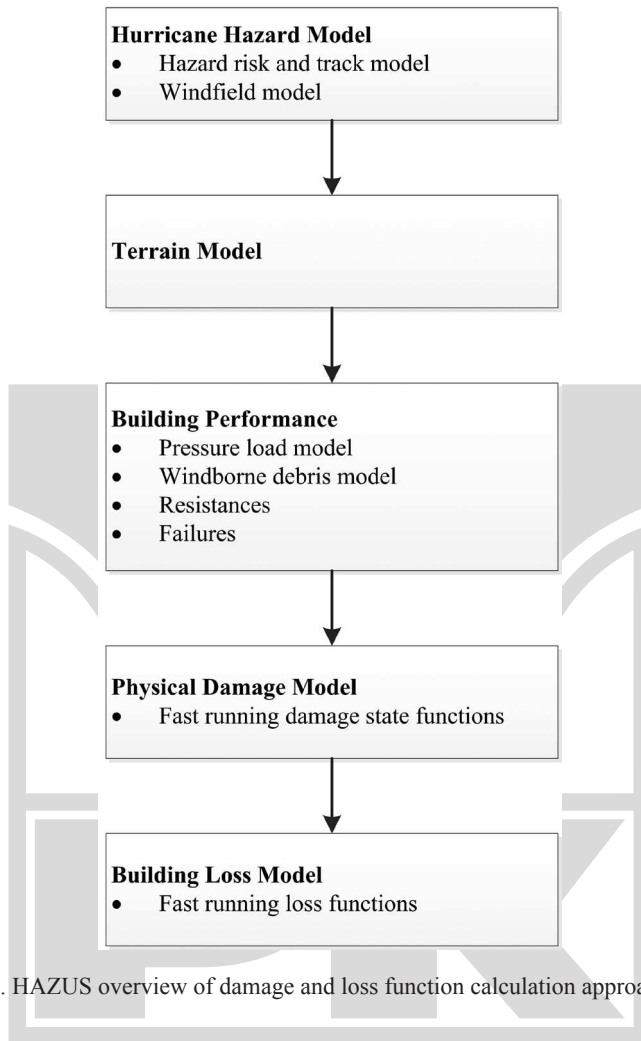 Hurricane Hazard Model
• Hazard risk and track model
• Windfield model
Terrain Model
Building Performance
• Pressure load model
• Windborne debris model
• Resistances
• Failures
Physical Damage Model
• Fast running damage state functions
Building Loss Model
• Fast running loss functions
. HAZUS overview of damage and loss function calculation approa